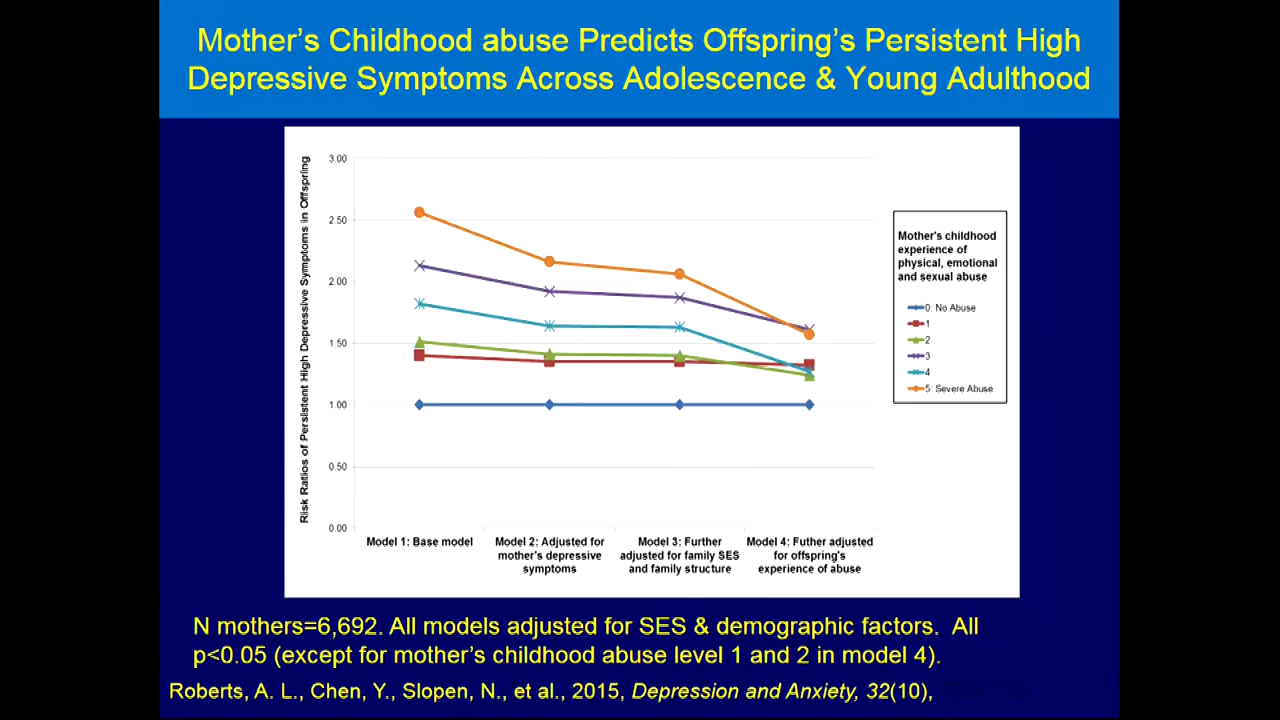 Mother's Childhood abuse Predicts Offspring's Persistent High
Depressive Symptoms Across Adolescence & Young Adulthood
Risk Ratios of Persistent High Depressive Symptoms in Offspring
3.00
2.50
2.00
1.50
1.00
0.50
0.00
Model 1: Base model
Model 2: Adjusted for
mother's depressive
symptoms
Model 3: Further
adjusted for family SES
and family structure
Model 4: Futher adjusted
for offspring's
experience of abuse
Mother's childhood
experience of
physical, emotional
and sexual abuse
0: No Abuse
1
2
3
4
5: Severe Abuse
N mothers=6,692. All models adjusted for SES & demographic factors. All
p<0.05 (except for mother's childhood abuse level 1 and 2 in model 4).
Roberts, A. L., Chen, Y., Slopen, N., et al., 2015, Depression and Anxiety, 32(10),